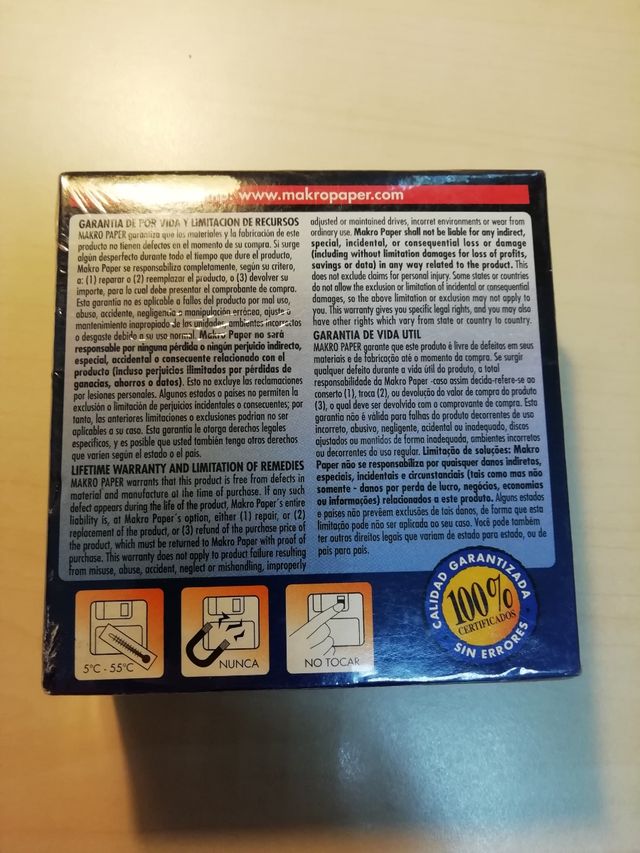 www.makropaper.com
GARANTIA DE POR VIDA Y LIMITACION DE RECURSOS
MAKRO PAPER garantiza que los materiales y la fabricación de este
producto no tienen defectos en el momento de su compra. Si surge
algún desperfecto durante todo el tiempo que dure el producto,
Makro Paper se responsabiliza completamente, según su critero,
a: (1) reparar o (2) reemplazar el producto, o (3) devolver su
importe, para lo cual debe presentar el comprobante de compra.
Esta garantia no es aplicable a fallos del producto por mal uso,
abuso, accidente, negligencia o manipulación errácea, ajuste o
mantenimiento inapropiado de las unidades, ambientes incorrectos
o desgaste debido a su uso normal. Makro Paper no será
responsable por ninguna pérdida o ningún perjuicio indirecto,
especial, accidental o consecuente relacionado con el
producto (incluso perjuicios ilimitados por pérdidas de
ganacias, ahorros o datos). Esto no excluye las reclamaciones
por lesiones personales. Algunos estados o países no permiten la
exclusión o limitación de perjuicios incidentales o consecuentes; por
tanto, las anteriores limitaciones o exclusiones podrian no ser
aplicables a su caso. Esta garantia le otorga derechos legales
especificos, y es posible que usted también tenga otros derechos
que varien según el estado o el pais.
LIFETIME WARRANTY AND LIMITATION OF REMEDIES
MAKRO PAPER warrants that this product is free from defects in
material and manufacture at the time of purchase. If any such
defect appears during the life of the product, Makro Paper's entire
liability is, at Makro Paper's option, either (1) repair, or (2)
replacement of the product, or (3) refund of the purchase price of
the product, which must be returned to Makro Paper with proof of
purchase. This warranty does not apply to product failure resulting
from misuse, abuse, accident, neglect or mishandling, improperly
adjusted or maintained drives, incorret environments or wear from
ordinary use. Makro Paper shall not be liable for any indirect,
special, incidental, or consequential loss or damage
(including without limitation damages for loss of profits,
savings or data) in any way related to the product. This
does not exclude claims for personal injury. Some states or countries
do not allow the exclusion or limitation of incidental or consequential
damages, so the above limitation or exclusion may not apply to
you. This warranty gives you specific legal rights, and you may also
have other rights which vary from state or country to country.
GARANTIA DE VIDA UTIL
MAKRO PAPER garante que este produto è livre de defeitos em seus
materiais e de fabricação até o momento da compra. Se surgir
qualquer defeito durante a vida útil do produto, a total
responsabilidade da Makro Paper -caso assim decida-refere-se ao
conserto (1), troca (2), ou devolução do valor de compra do produto
(3), o qual deve ser devolvido com o comprovante de compra. Esta
garantia não é valida para falhas do produto decorrentes de uso
incorreto, abusivo, negligente, acidental ou inadequado, discos
ajustados ou mantidos de forma inadequada, ambientes incorretos
ou decorrentes do uso regular. Limitação de soluções: Makro
Paper não se responsabiliza por quaisquer danos indiretos,
especiais, incidentais e circunstanciais (tais como mas não
somente - danos por perda de lucro, negócios, economias
ou informações) relacionados a este produto. Alguns estados
e países não prevêem exclusões de tais danos, de forma que esta
limitação pode não ser aplicada ao seu caso. Você pode também
ter outros direitos legais que variam de estado para estado, ou de
país para país.
5°C - 55°C
NUNCA
NO TOCAR
CALIDAD GARANTIZADA
100%
CERTIFICADOS
SIN ERRORES